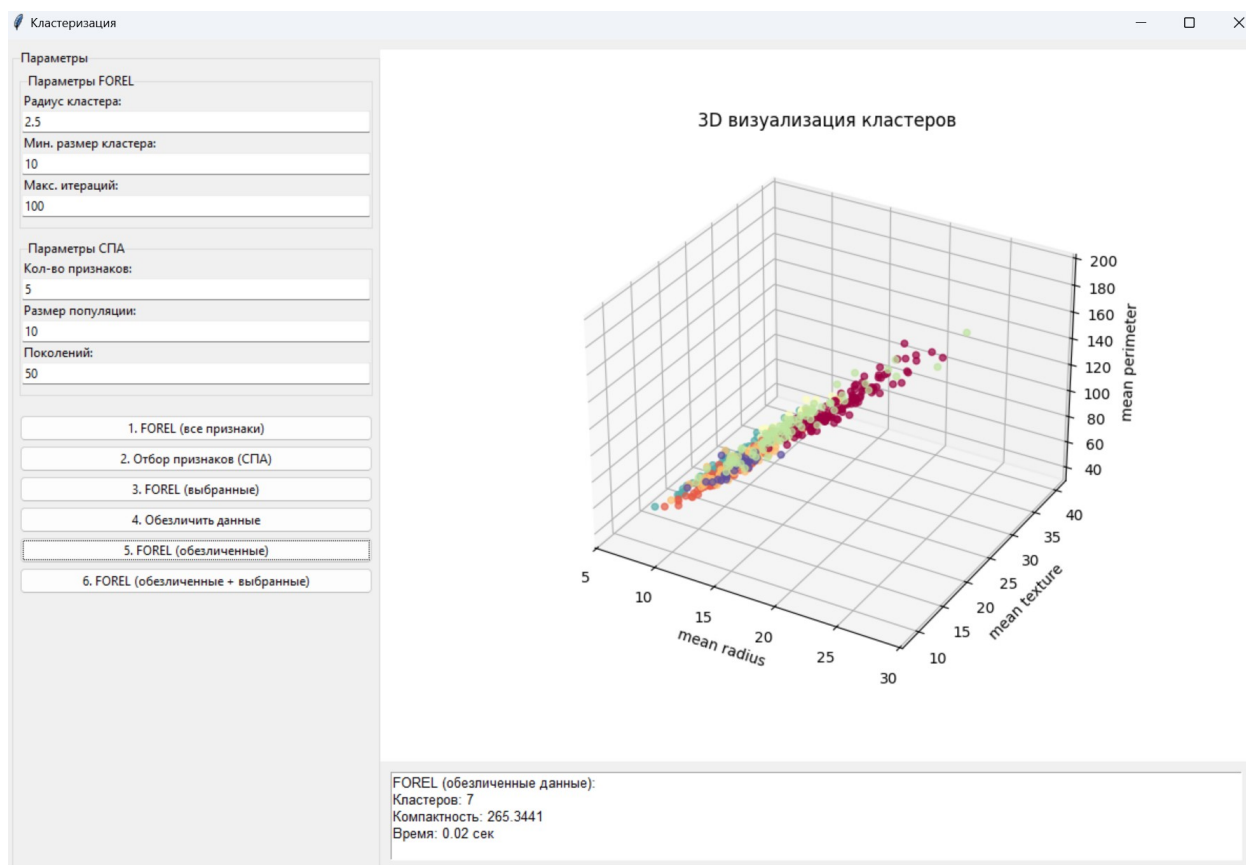 Кластеризация
Параметры
Параметры FOREL
Радиус кластера:
2.5
Мин. размер кластера:
10
Макс. итераций:
100
Параметры СПА
Кол-во признаков:
5
Размер популяции:
10
Поколений:
50
1. FOREL (все признаки)
2. Отбор признаков (СПА)
3. FOREL (выбранные)
4. Обезличить данные
5. FOREL (обезличенные)
6. FOREL (обезличенные + выбранные)
3D визуализация кластеров
200
180
160
140
120
100
80
60
40
mean perimeter
40
35
30
25
20
15
10
mean texture
5
10
15
20
25
30
mean radius
FOREL (обезличенные данные):
Кластеров: 7
Компактность: 265.3441
Время: 0.02 сек